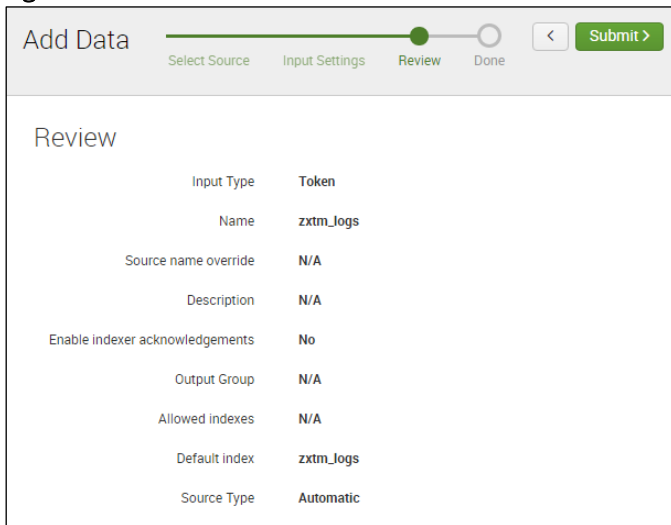 Add Data
Select Source Input Settings Review Done
< Submit >
Review
Input Type Token
Name zxtm_logs
Source name override N/A
Description N/A
Enable indexer acknowledgements No
Output Group N/A
Allowed indexes N/A
Default index zxtm_logs
Source Type Automatic